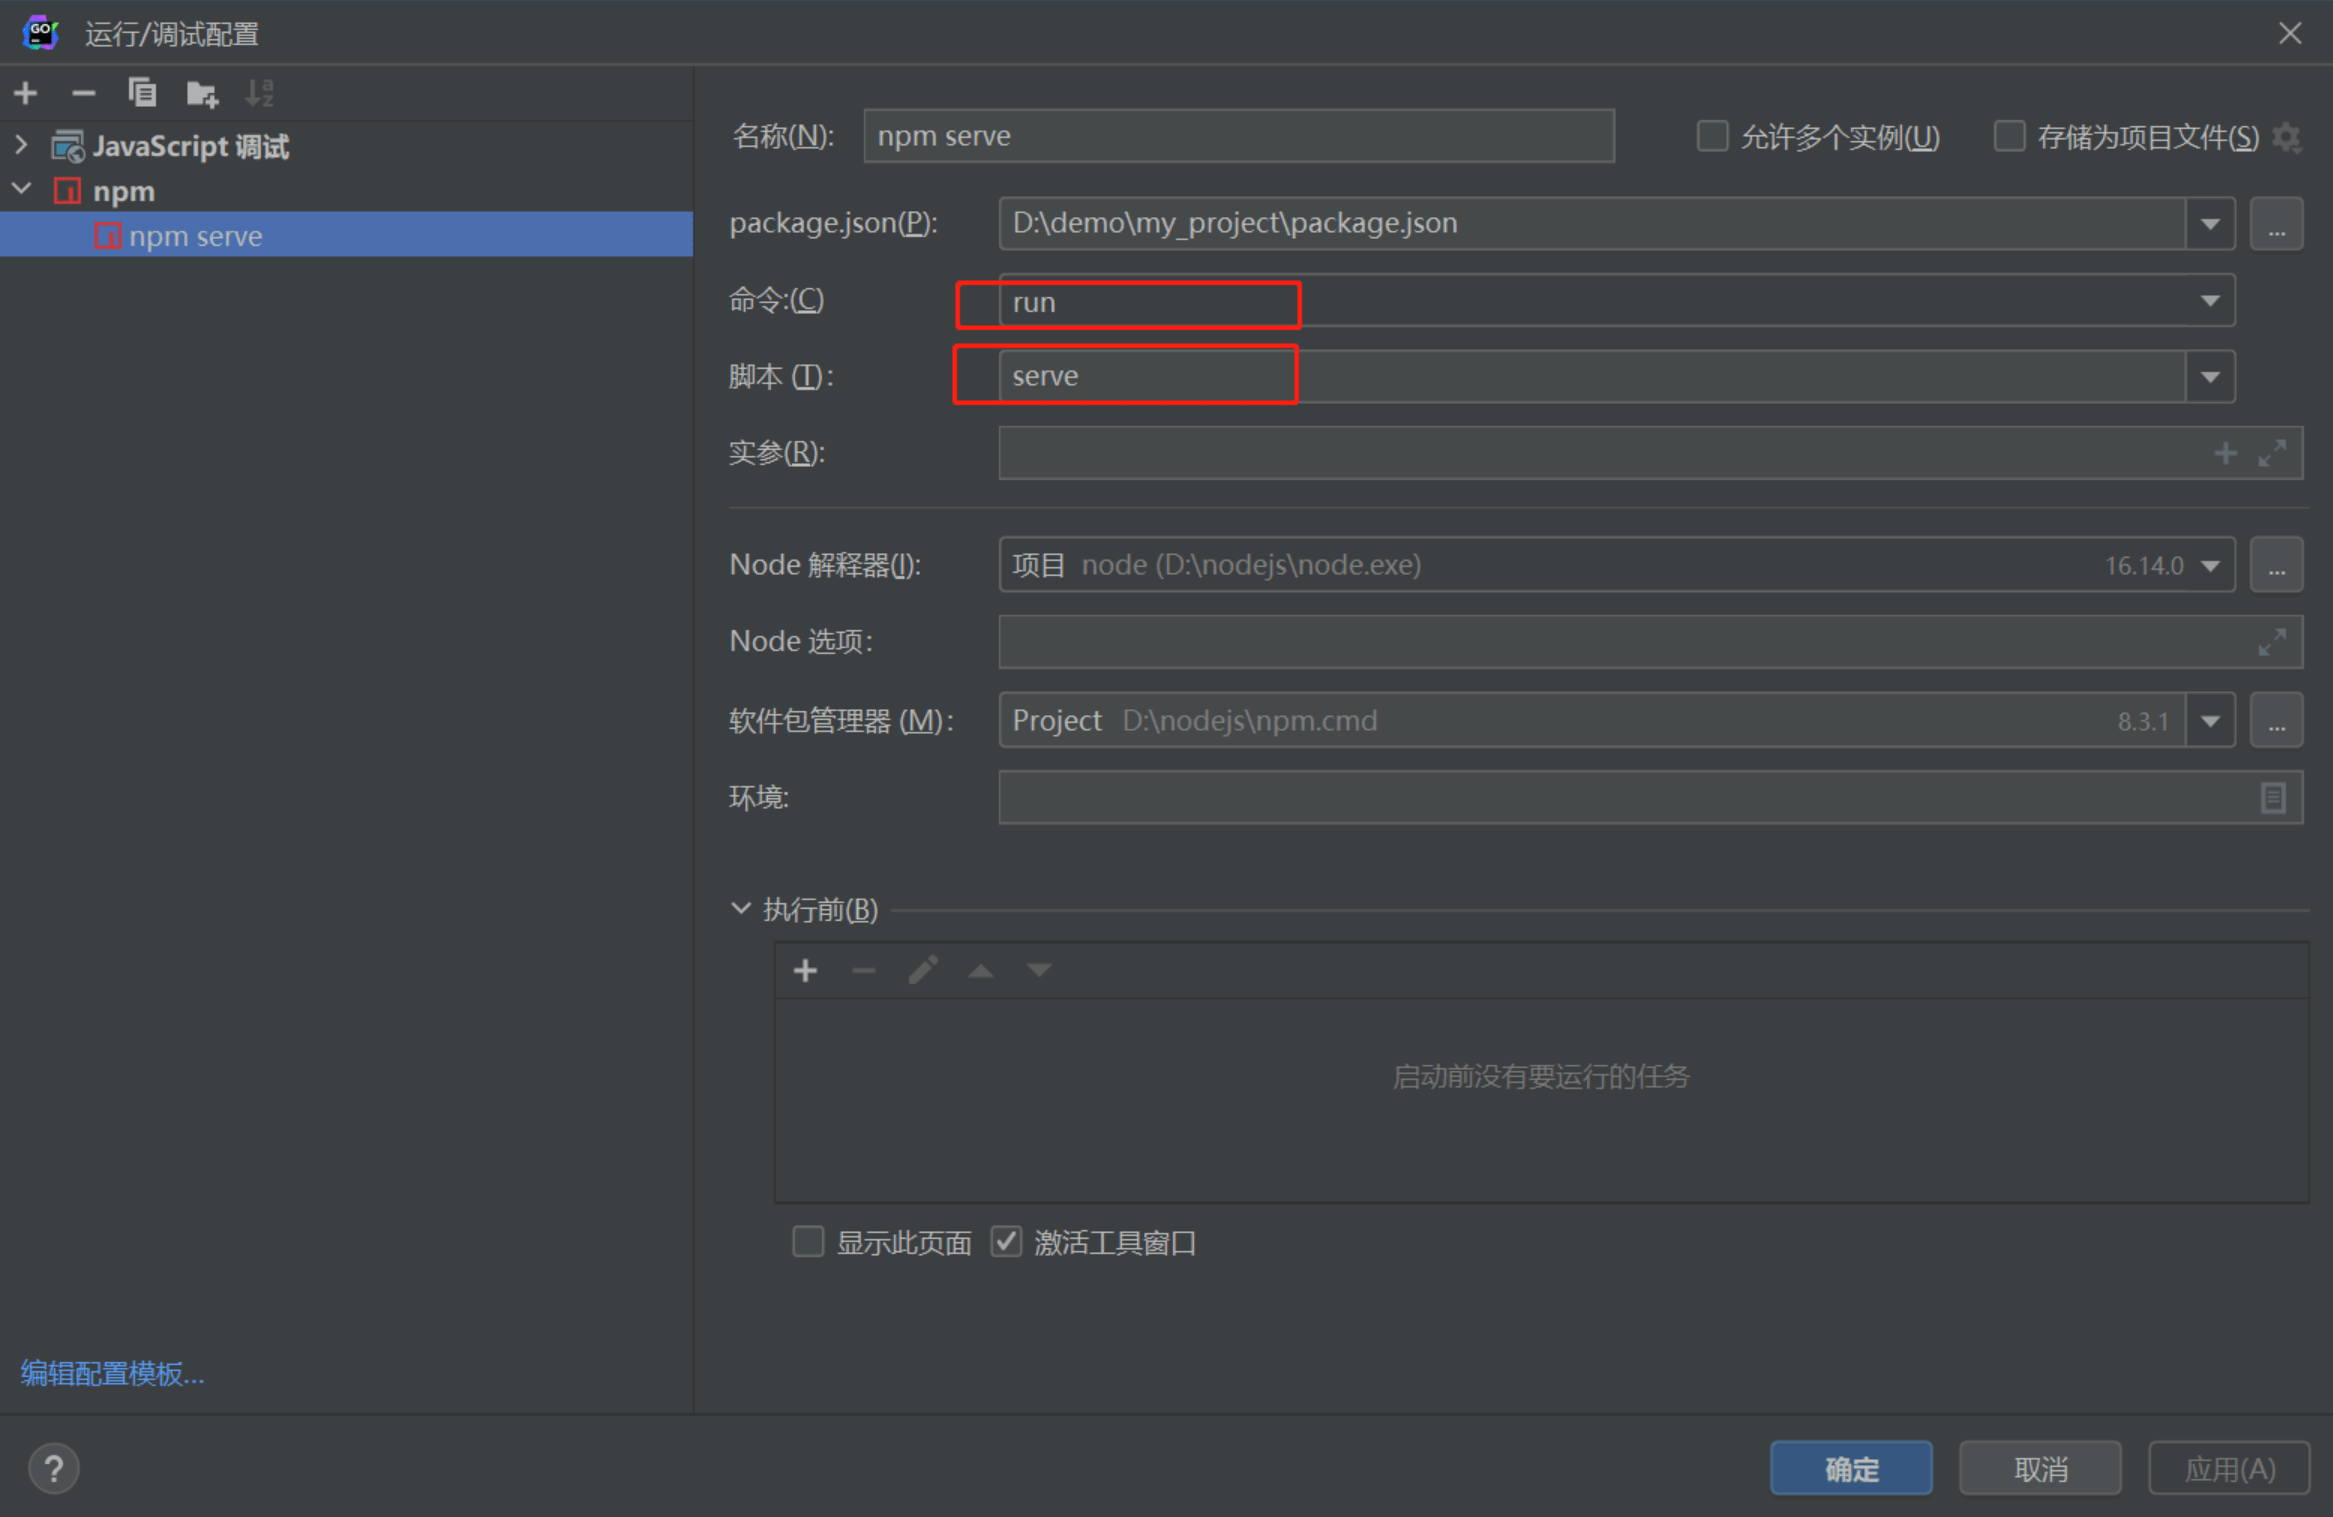 GO
运行/调试配置
JavaScript 调试
npm
npm serve
编辑配置模板...
名称(N):
npm serve
允许多个实例(U)
存储为项目文件(S)
package.json(P):
D:\demo\my_project\package.json
...
命令:(C)
run
脚本 (T):
serve
实参(R):
Node 解释器(I):
项目 node (D:\nodejs\node.exe)
16.14.0
...
Node 选项:
软件包管理器 (M):
Project D:\nodejs\npm.cmd
8.3.1
...
环境:
执行前(B)
启动前没有要运行的任务
显示此页面
激活工具窗口
?
确定
取消
应用(A)